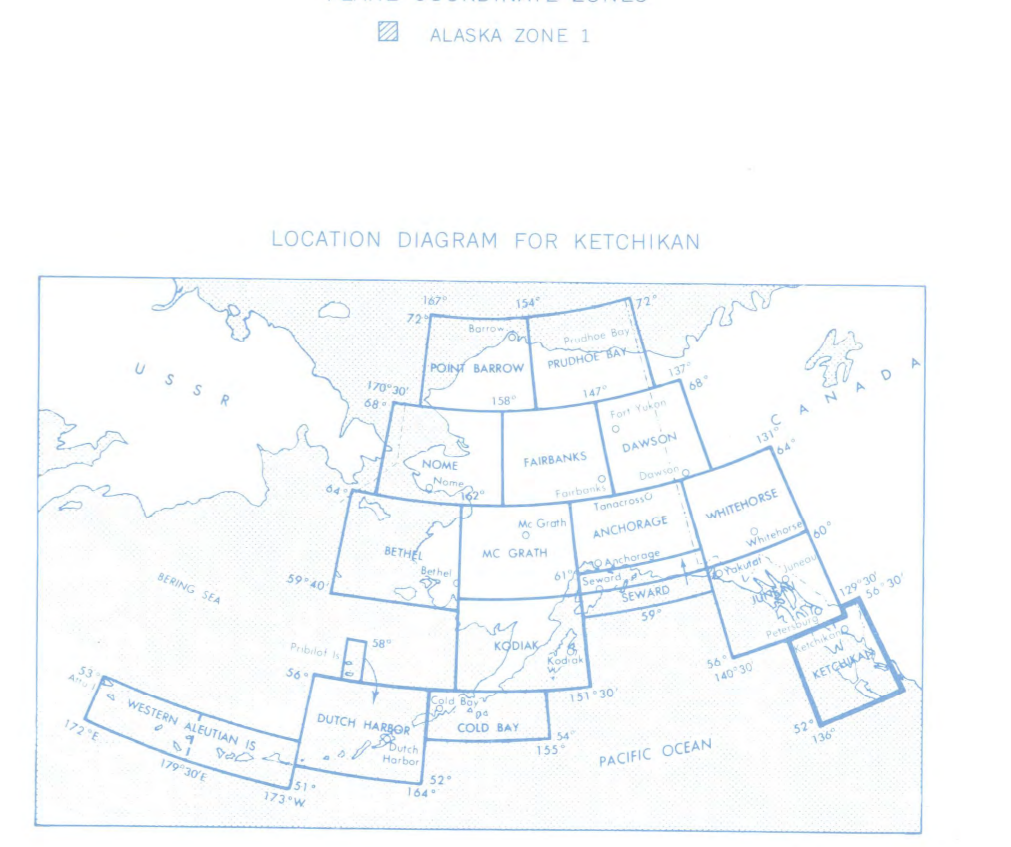 PLANE COORDINATE ZONES
ALASKA ZONE 1
LOCATION DIAGRAM FOR KETCHIKAN
167°
154°
72°
72°
Barrow
Prudhoe Bay
POINT BARROW
PRUDHOE BAY
U S S R
C A N A D A
170°30'
68°
158°
147°
137°
68°
Fort Yukon
DAWSON
NOME
FAIRBANKS
Nome
Fairbanks
Dawson
131°
64°
64°
162°
Tanacross
Mc Grath
ANCHORAGE
WHITEHORSE
BETHEL
MC GRATH
Whitehorse
60°
Bethel
Anchorage
61°
Seward
Yakutat
Juneau
59°40'
SEWARD
JUNEAU
129°30'
56°30'
BERING SEA
59°
Petersburg
Pribilof Is
58°
KODIAK
Kodiak
Ketchikan
KETCHIKAN
56°
56°
140°30'
53°
Attu I
151°30'
Cold Bay
WESTERN ALEUTIAN IS
DUTCH HARBOR
COLD BAY
172°E
54°
155°
52°
136°
Dutch
Harbor
PACIFIC OCEAN
179°30'E
51°
173°W
52°
164°